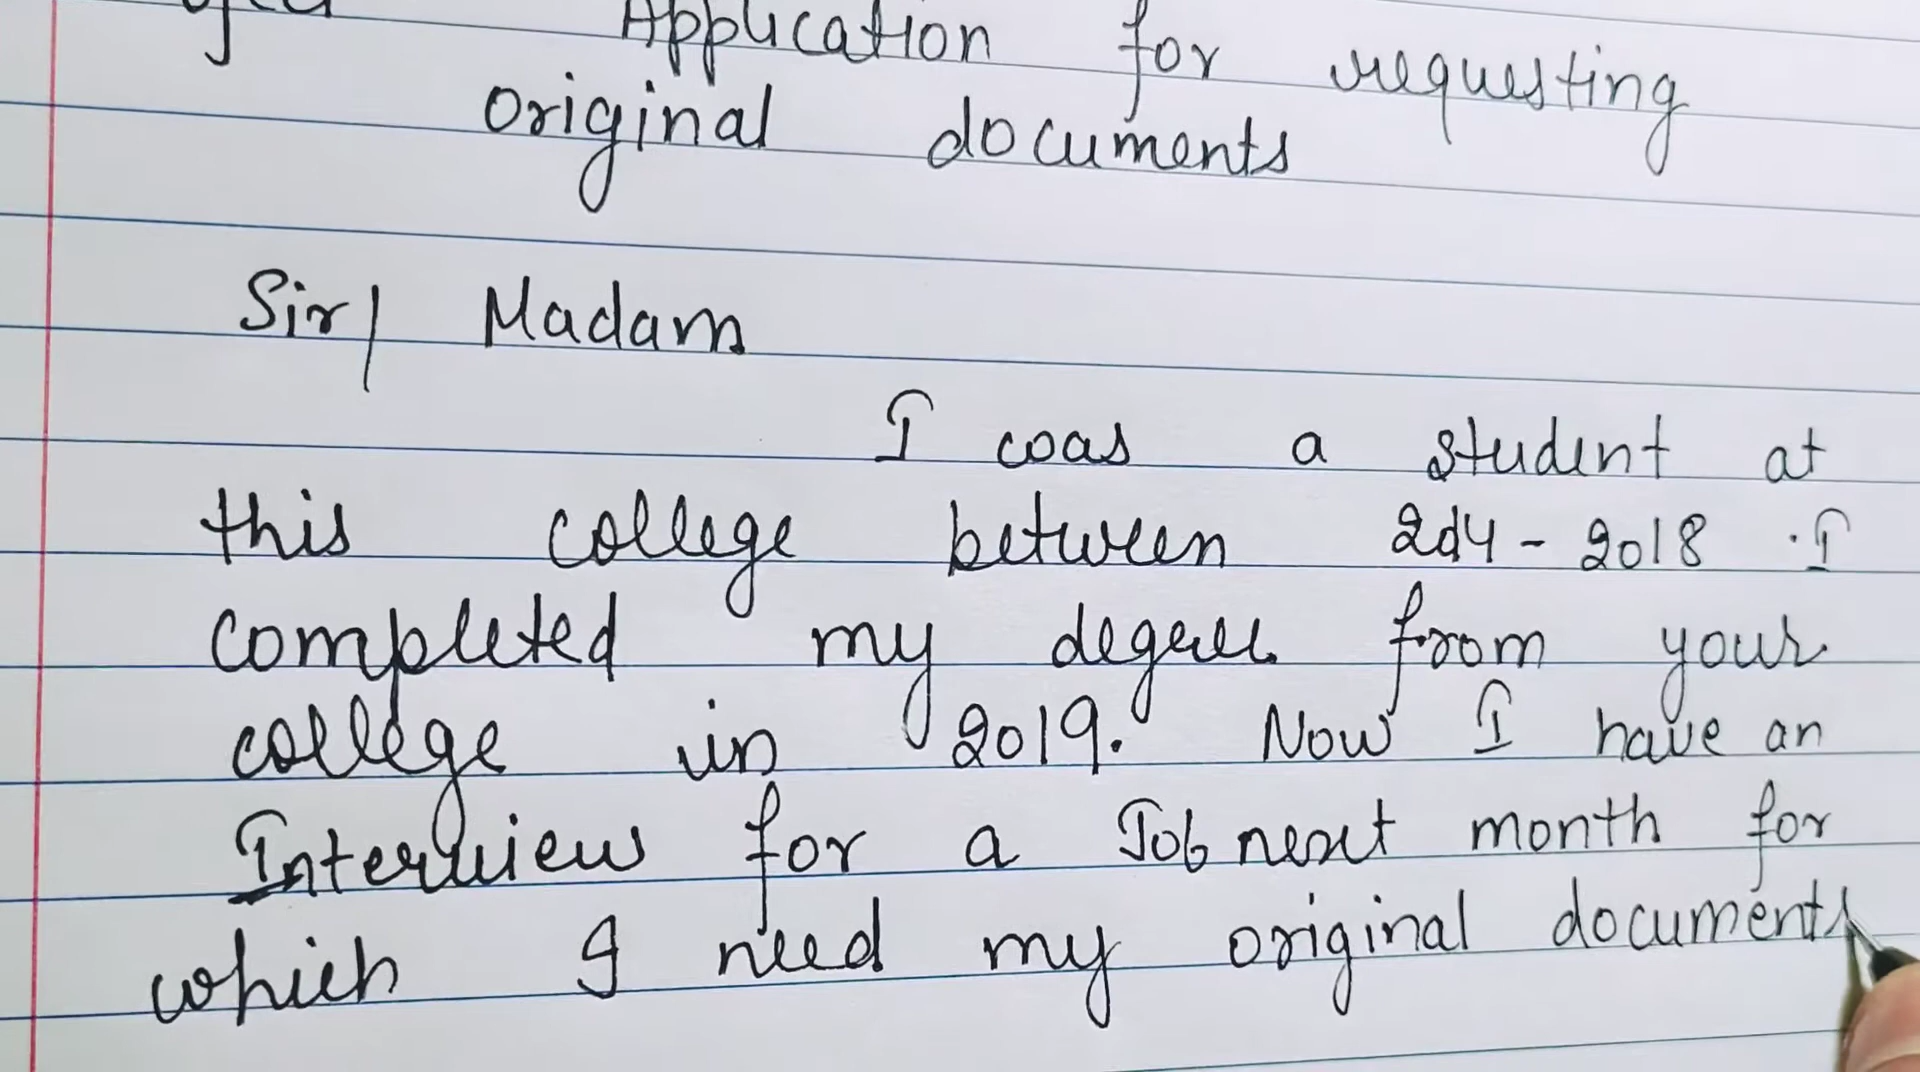 Application for requesting
original documents
Sir/ Madam
I was a student at
this college between 2014 - 2018 . I
completed my degree from your
college in 2019. Now I have an
Interview for a Job next month for
which I need my original documents